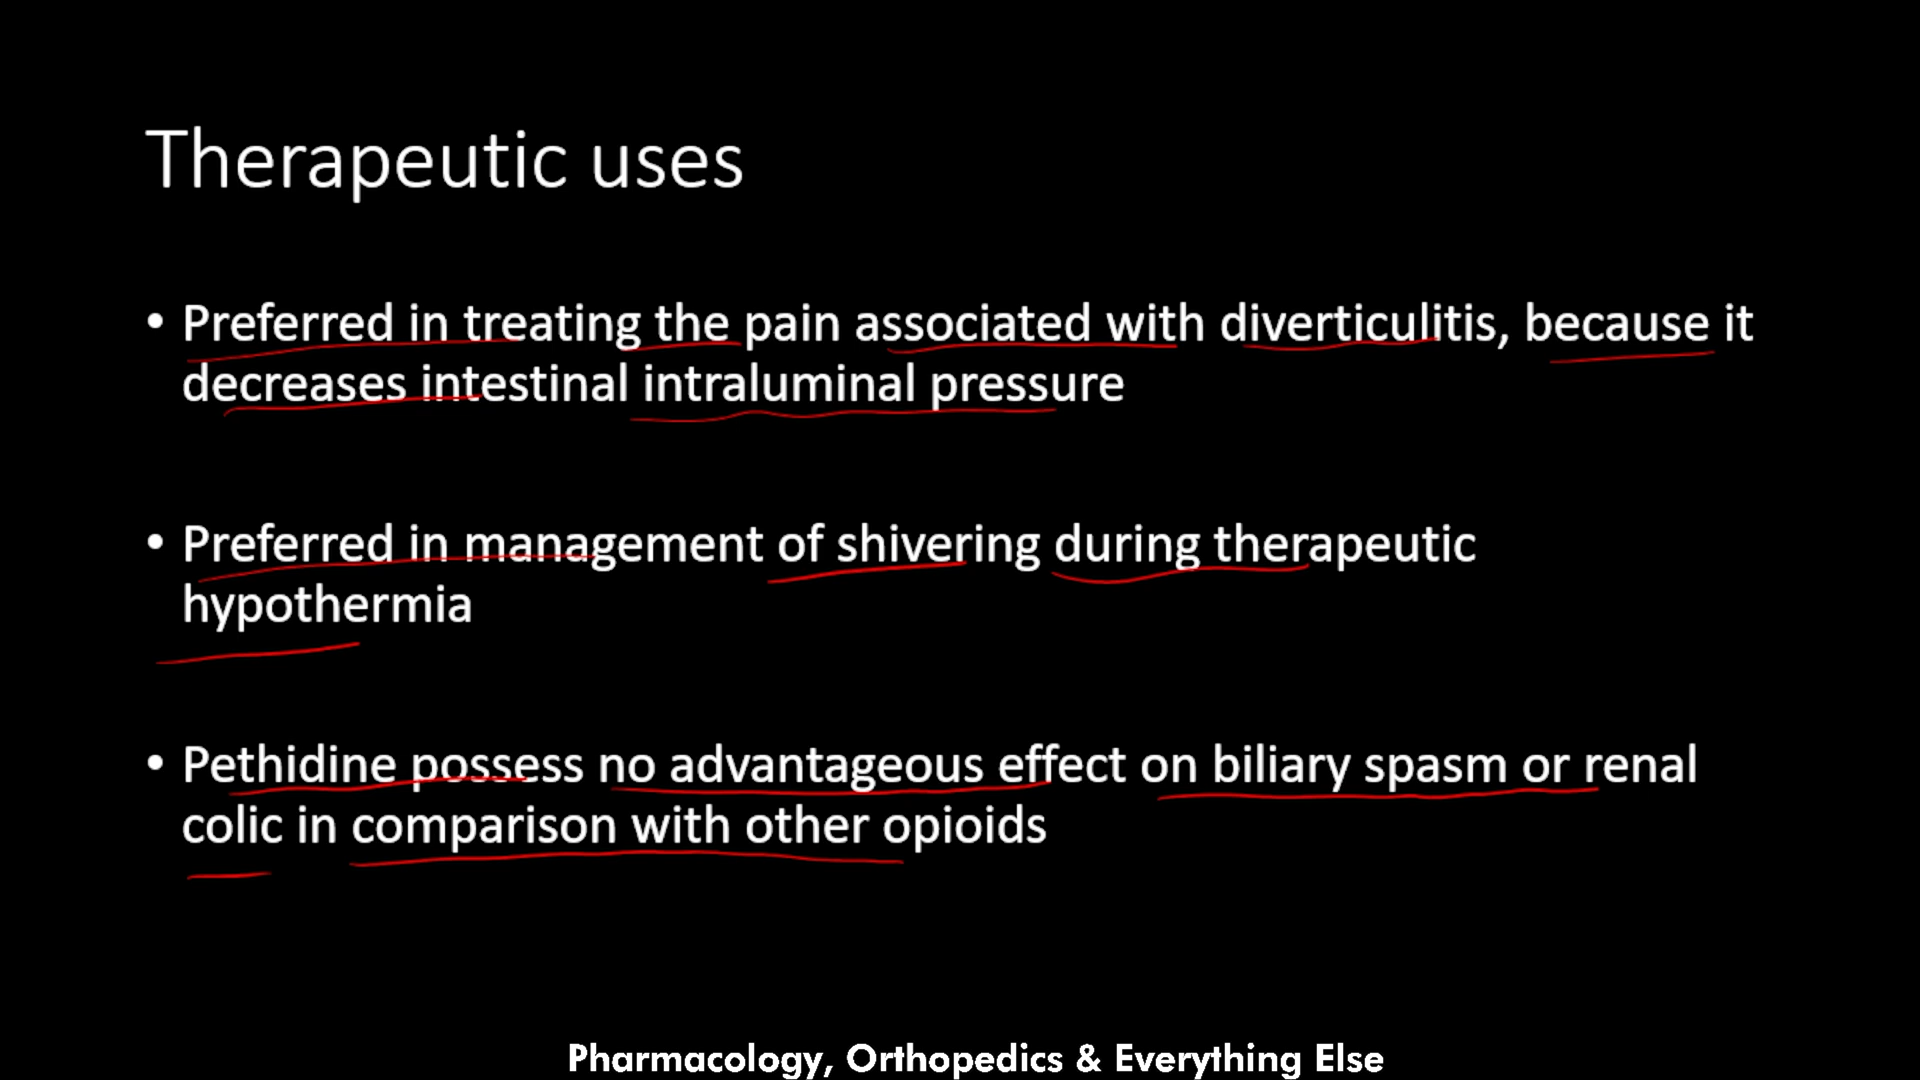 Therapeutic uses
• Preferred in treating the pain associated with diverticulitis, because it
decreases intestinal intraluminal pressure
• Preferred in management of shivering during therapeutic
hypothermia
• Pethidine possess no advantageous effect on biliary spasm or renal
colic in comparison with other opioids
Pharmacology, Orthopedics & Everything Else